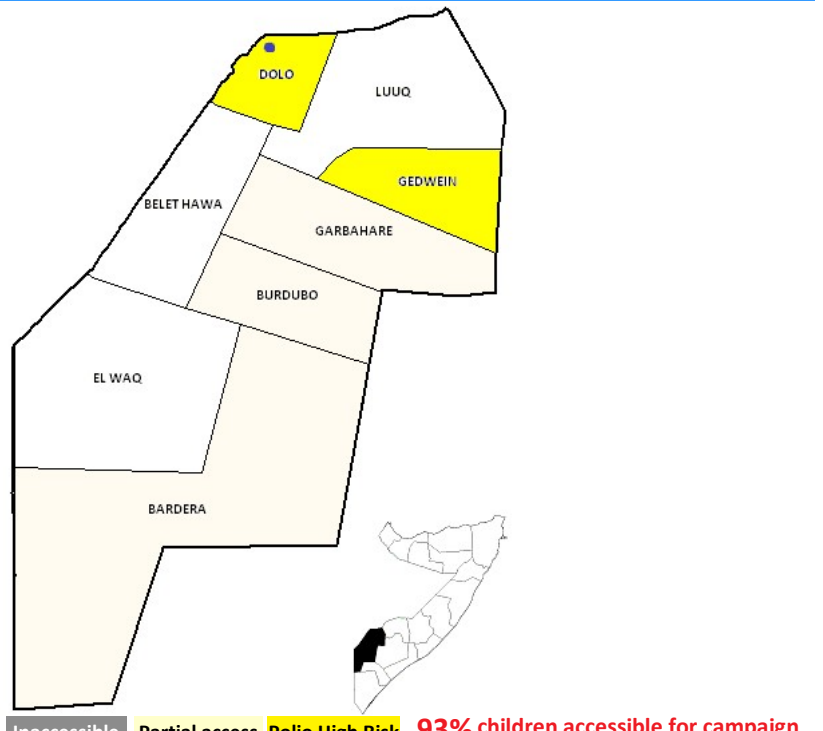 DOLO
LUUQ
GEDWEIN
BELET HAWA
GARBAHARE
BURDUBO
EL WAQ
BARDERA
Inaccessible Partial access Polio High Risk 93% children accessible for campaign